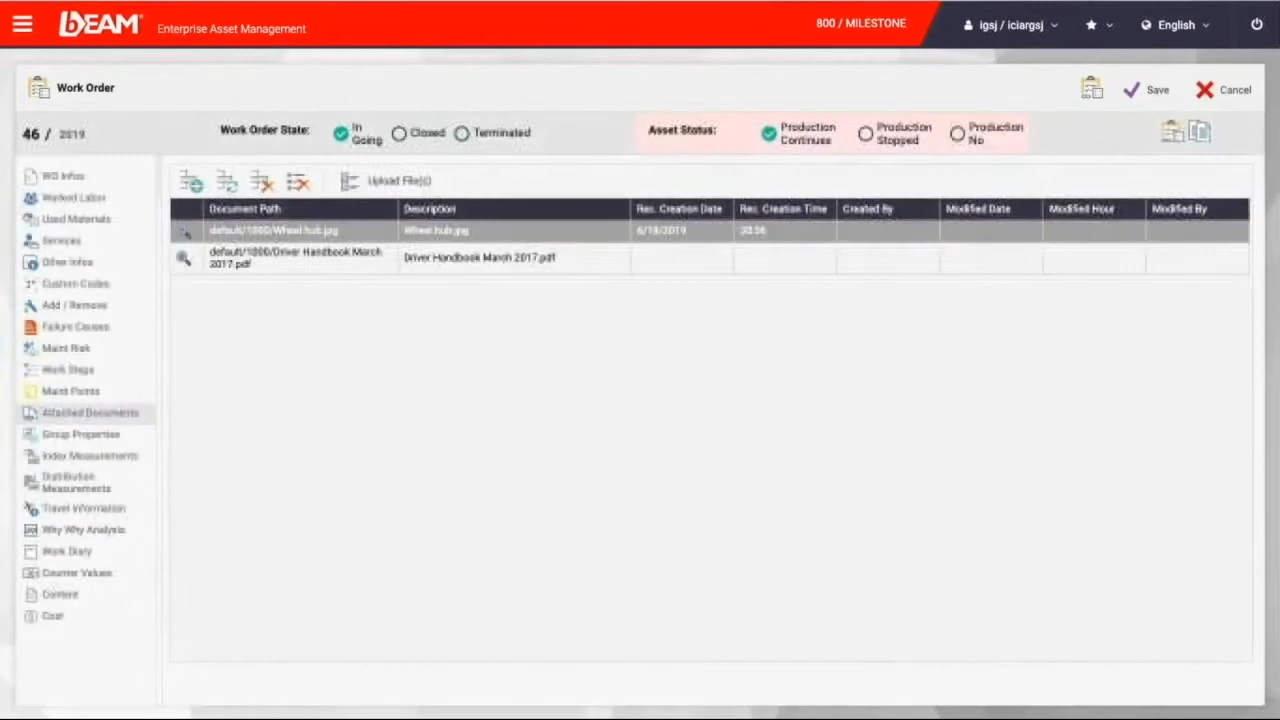 bEAM Enterprise Asset Management
800 / MILESTONE
igsj / iciargsj
English
Work Order
Save
Cancel
46 / 2019
Work Order State:
In Going
Closed
Terminated
Asset Status:
Production Continues
Production Stopped
Production No
WO Infos
Worked Labor
Used Materials
Services
Other Infos
Custom Codes
Add / Remove
Failure Causes
Maint Risk
Work Steps
Maint Points
Attached Documents
Group Properties
Index Measurements
Distribution
Measurements
Travel Information
Why Why Analysis
Work Diary
Counter Values
Content
Cost
Upload File(s)
Document Path
Description
Rec. Creation Date
Rec. Creation Time
Created By
Modified Date
Modified Hour
Modified By
default/1000/Wheel hub.jpg
Wheel hub.jpg
6/18/2019
default/1000/Driver Handbook March
2017.pdf
Driver Handbook March 2017.pdf